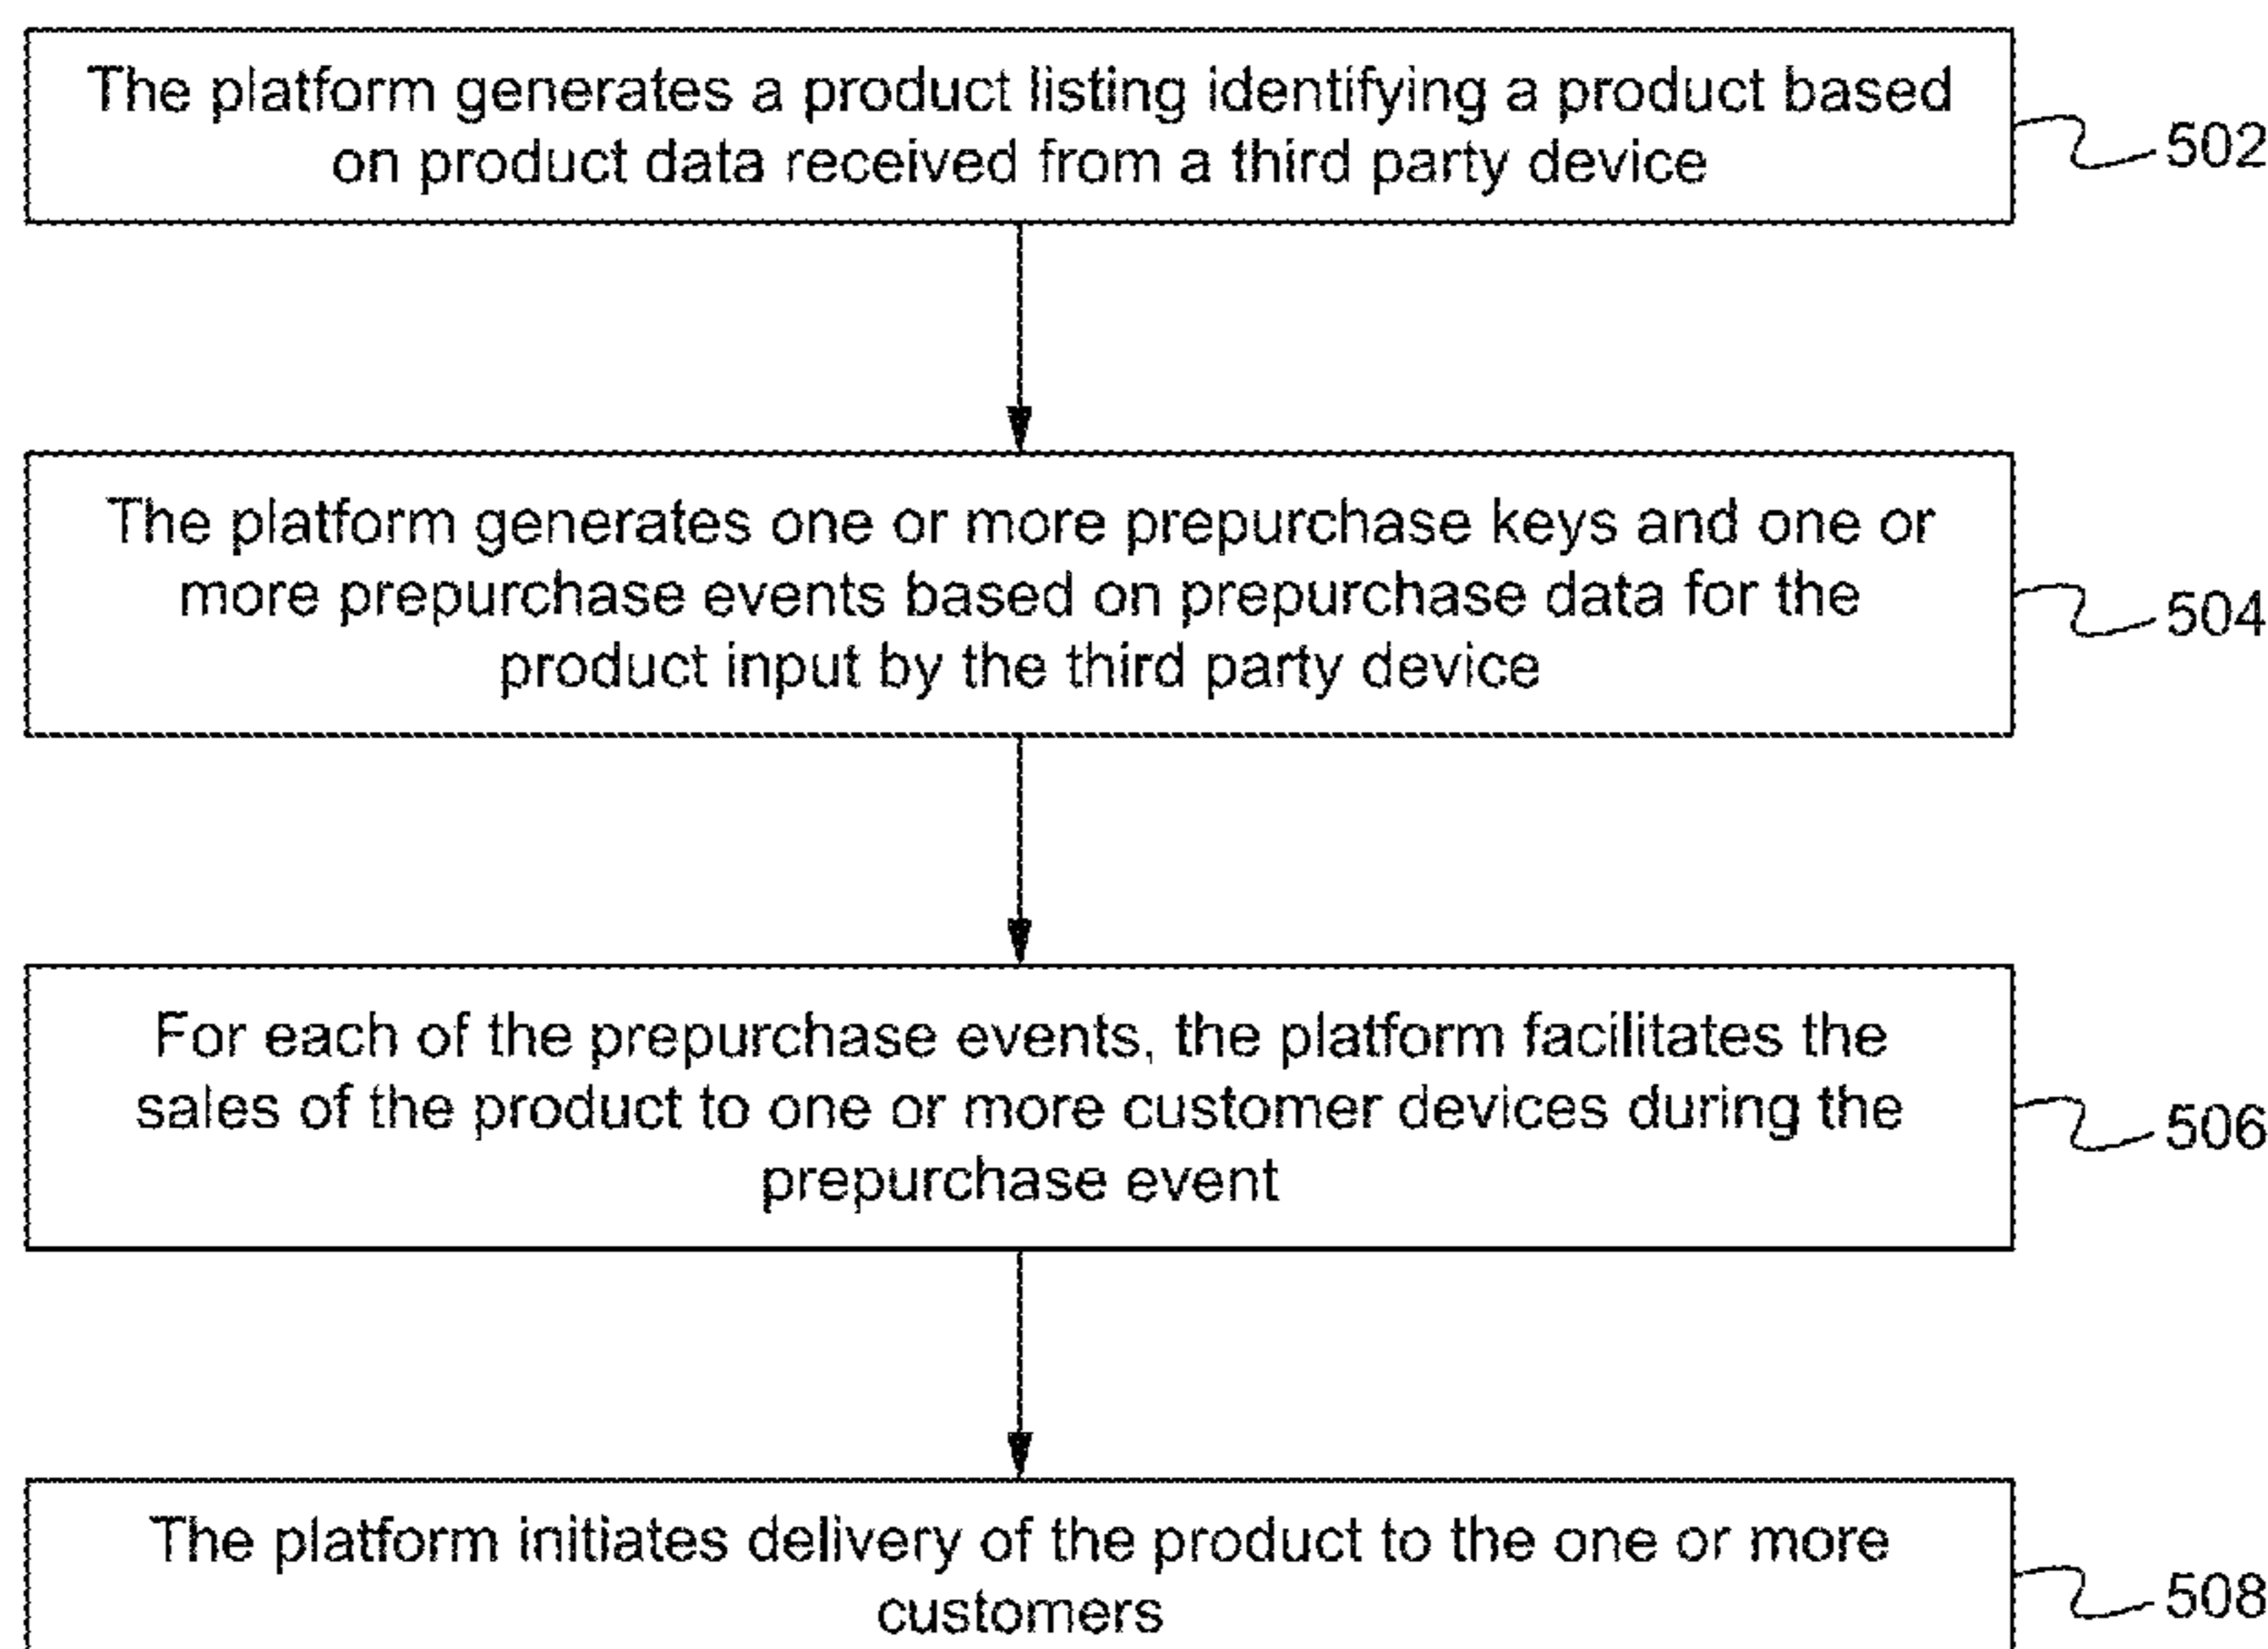 The platform generates a product listing identifying a product based
on product data received from a third party device
502
The platform generates one or more prepurchase keys and one or
more prepurchase events based on prepurchase data for the
product input by the third party device
504
For each of the prepurchase events, the platform facilitates the
sales of the product to one or more customer devices during the
prepurchase event
506
The platform initiates delivery of the product to the one or more
customers
508